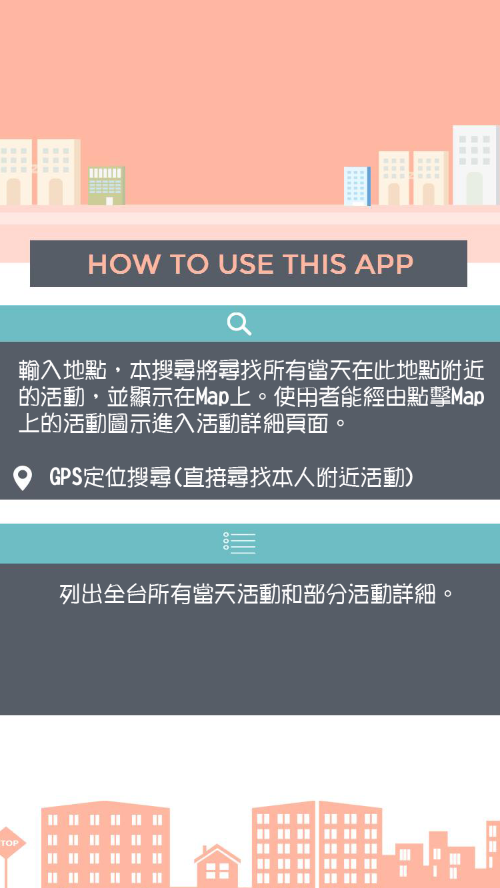 HOW TO USE THIS APP
輸入地點，本搜尋將尋找所有當天在此地點附近
的活動，並顯示在Map上。使用者能經由點擊Map
上的活動圖示進入活動詳細頁面。
GPS定位搜尋(直接尋找本人附近活動)
列出全台所有當天活動和部分活動詳細。
TOP